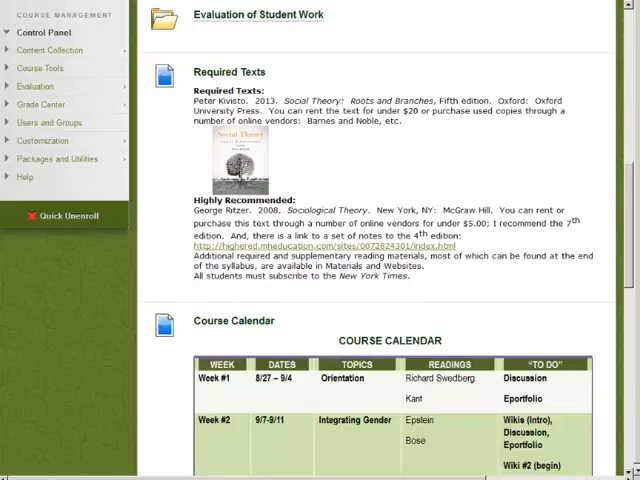 COURSE MANAGEMENT
Control Panel
Content Collection
Course Tools
Evaluation
Grade Center
Users and Groups
Customization
Packages and Utilities
Help
Quick Unenroll
Evaluation of Student Work
Required Texts
Required Texts:
Peter Kivisto. 2013. Social Theory: Roots and Branches, Fifth edition. Oxford: Oxford
University Press. You can rent the text for under $20 or purchase used copies through a
number of online vendors: Barnes and Noble, etc.
Social Theory
Highly Recommended:
George Ritzer. 2008. Sociological Theory. New York, NY: McGraw Hill. You can rent or
purchase this text through a number of online vendors for under $5.00; I recommend the 7th
edition. And, there is a link to a set of notes to the 4th edition:
http://highered.mheducation.com/sites/0072824301/index.html
Additional required and supplementary reading materials, most of which can be found at the end
of the syllabus, are available in Materials and Websites.
All students must subscribe to the New York Times.
Course Calendar
COURSE CALENDAR
WEEK DATES TOPICS READINGS "TO DO"
Week #1 8/27 – 9/4 Orientation Richard Swedberg Discussion
Kant Eportfolio
Week #2 9/7-9/11 Integrating Gender Epstein Wikis (Intro),
Discussion,
Bose Eportfolio
Wiki #2 (begin)